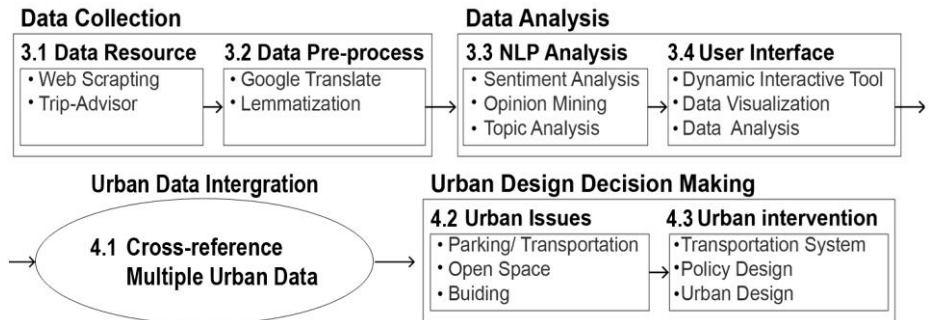 Data Collection
3.1 Data Resource
• Web Scrapting
• Trip-Advisor
3.2 Data Pre-process
• Google Translate
• Lemmatization
Data Analysis
3.3 NLP Analysis
• Sentiment Analysis
• Opinion Mining
• Topic Analysis
3.4 User Interface
• Dynamic Interactive Tool
• Data Visualization
• Data Analysis
Urban Data Intergration
4.1 Cross-reference
Multiple Urban Data
Urban Design Decision Making
4.2 Urban Issues
• Parking/ Transportation
• Open Space
• Buiding
4.3 Urban intervention
•Transportation System
•Policy Design
•Urban Design